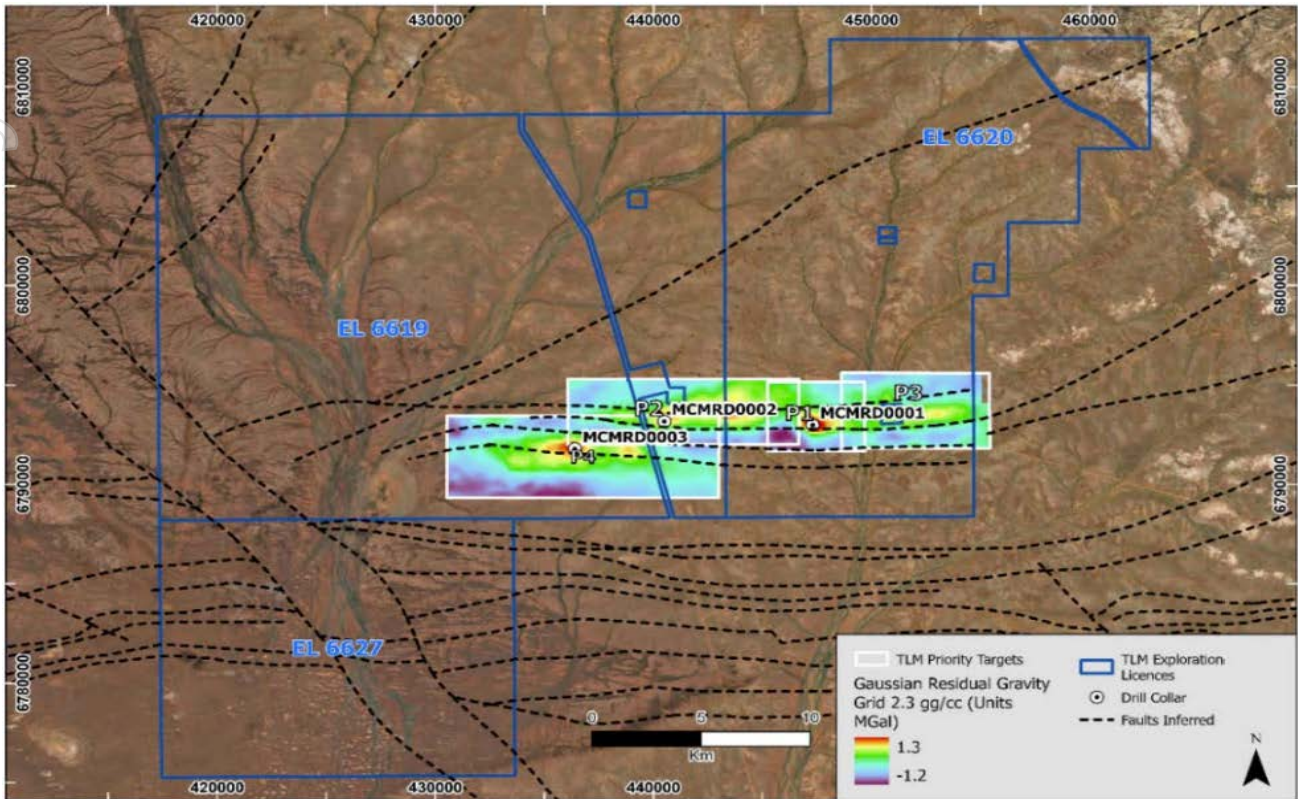 420000
430000
440000
450000
460000
6810000
6810000
EL 6620
6800000
6800000
EL 6619
P3
P2
MCMRD0002
P1
MCMRD0001
MCMRD0003
P4
6790000
6790000
EL 6627
6780000
TLM Priority Targets
Gaussian Residual Gravity
Grid 2.3 gg/cc (Units
MGal)
1.3
-1.2
TLM Exploration
Licences
Drill Collar
Faults Inferred
N
0
5
10
Km
420000
430000
440000